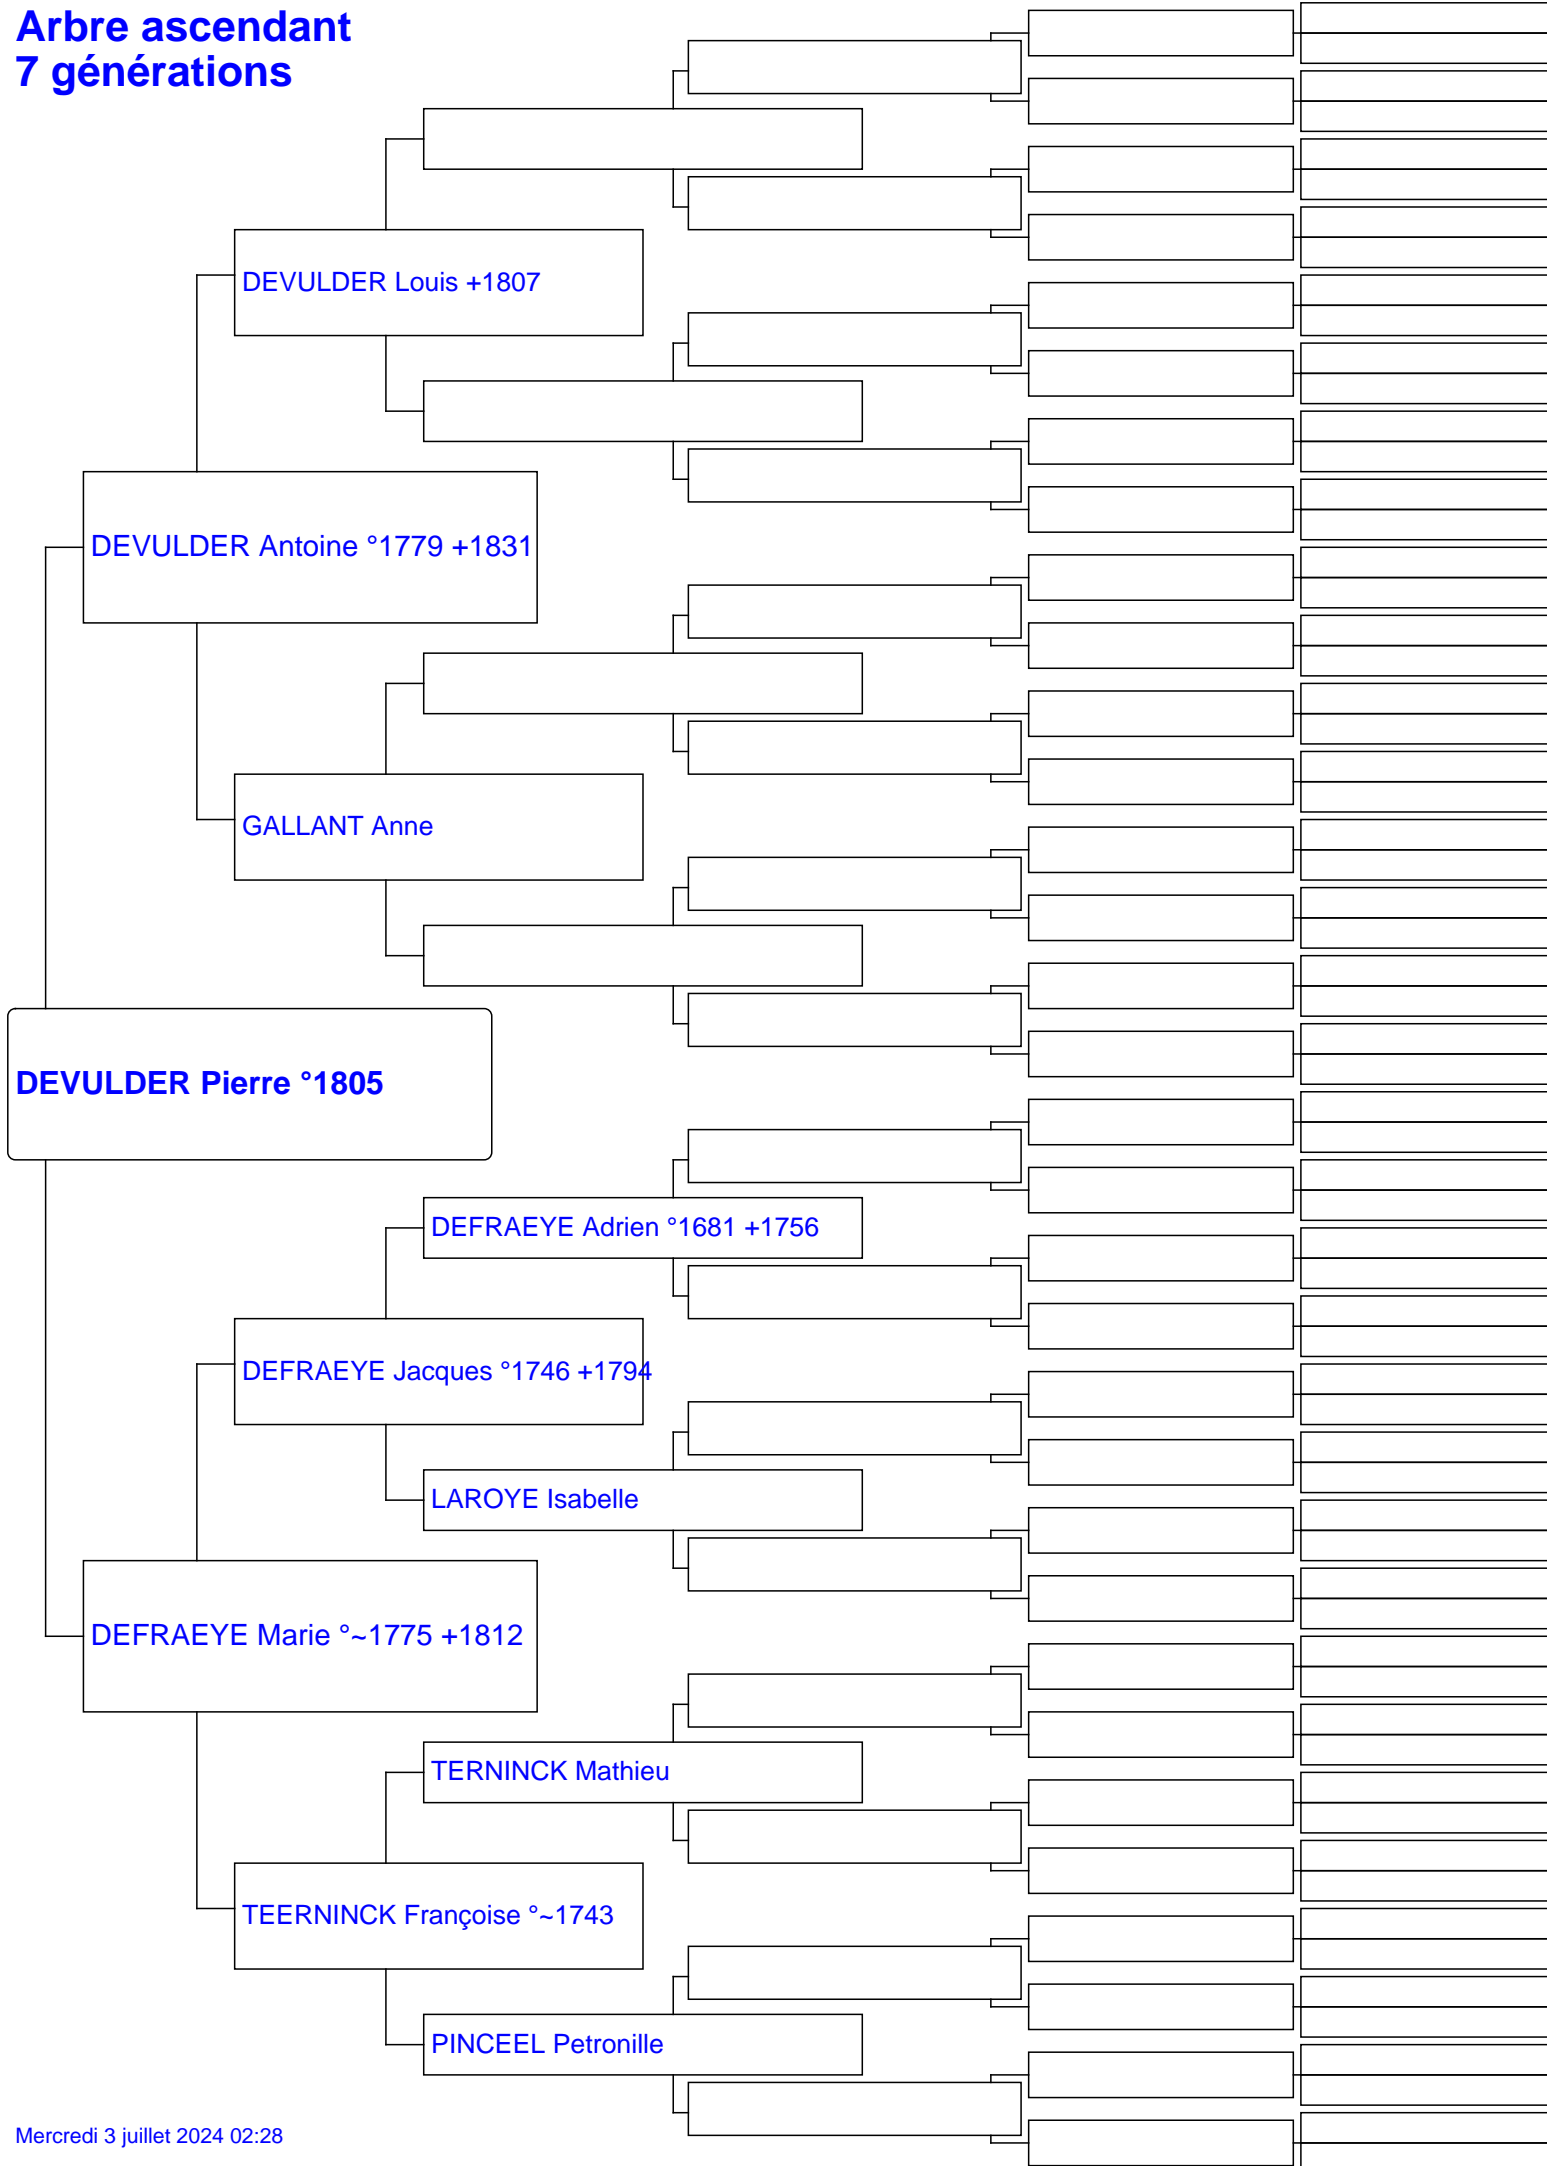 Arbre ascendant
7 générations
DEVULDER Louis +1807
DEVULDER Antoine °1779 +1831
GALLANT Anne
DEVULDER Pierre °1805
DEFRAEYE Adrien °1681 +1756
DEFRAEYE Jacques °1746 +1794
LAROYE Isabelle
DEFRAEYE Marie °~1775 +1812
TERNINCK Mathieu
TEERNINCK Françoise °~1743
PINCEEL Petronille
Mercredi 3 juillet 2024 02:28